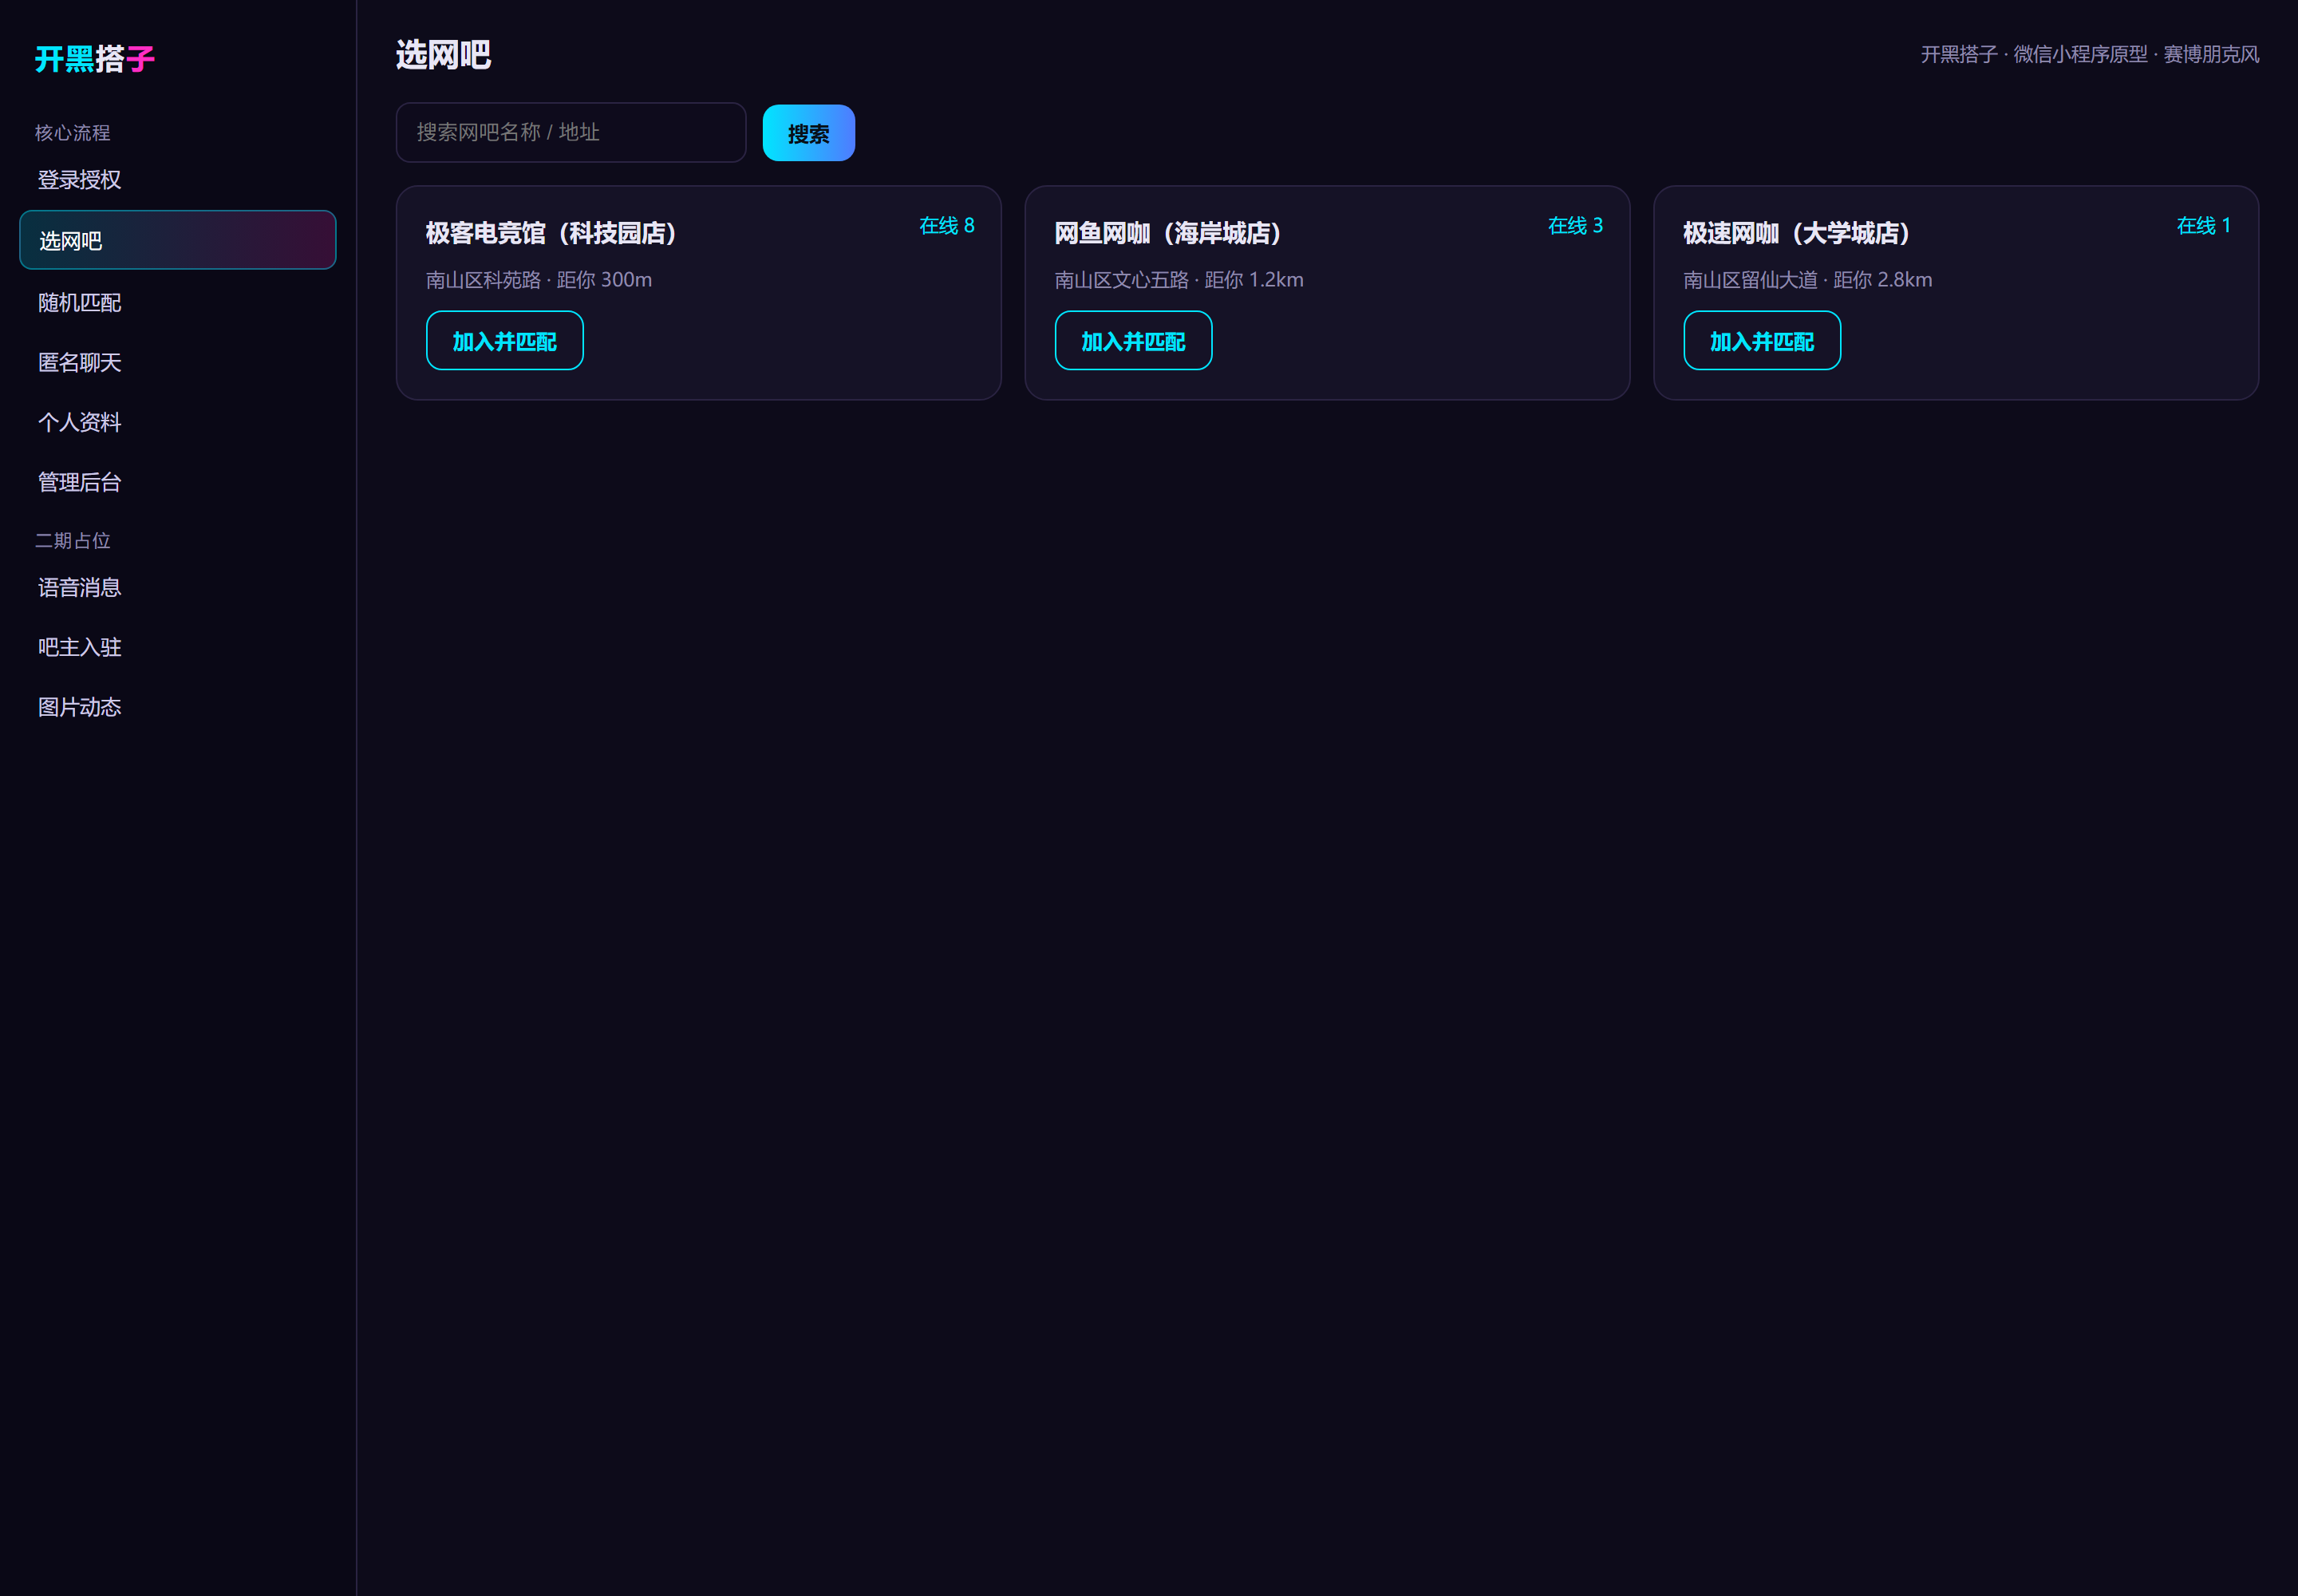 开黑搭子
核心流程
登录授权
选网吧
随机匹配
匿名聊天
个人资料
管理后台
二期占位
语音消息
吧主入驻
图片动态
选网吧
开黑搭子 · 微信小程序原型 · 赛博朋克风
搜索网吧名称 / 地址
搜索
极客电竞馆（科技园店）
在线 8
南山区科苑路 · 距你 300m
加入并匹配
网鱼网咖（海岸城店）
在线 3
南山区文心五路 · 距你 1.2km
加入并匹配
极速网咖（大学城店）
在线 1
南山区留仙大道 · 距你 2.8km
加入并匹配